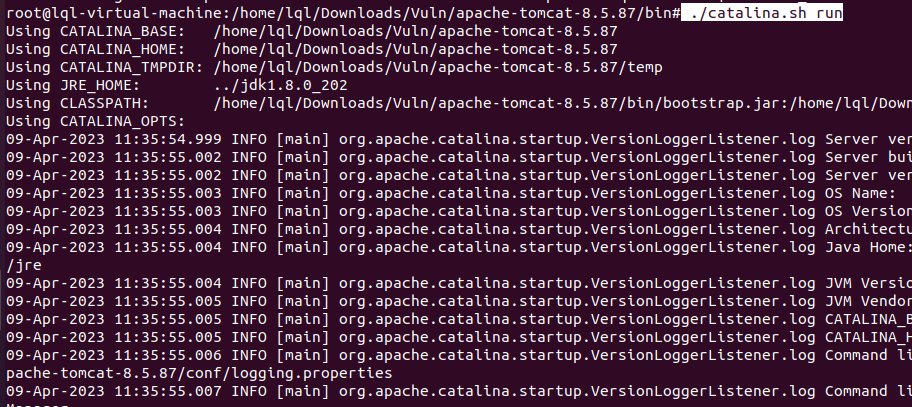 root@lql-virtual-machine:/home/lql/Downloads/Vuln/apache-tomcat-8.5.87/bin# ./catalina.sh run
Using CATALINA_BASE:   /home/lql/Downloads/Vuln/apache-tomcat-8.5.87
Using CATALINA_HOME:   /home/lql/Downloads/Vuln/apache-tomcat-8.5.87
Using CATALINA_TMPDIR: /home/lql/Downloads/Vuln/apache-tomcat-8.5.87/temp
Using JRE_HOME:        ../jdk1.8.0_202
Using CLASSPATH:       /home/lql/Downloads/Vuln/apache-tomcat-8.5.87/bin/bootstrap.jar:/home/lql/Down
Using CATALINA_OPTS:
09-Apr-2023 11:35:54.999 INFO [main] org.apache.catalina.startup.VersionLoggerListener.log Server ver
09-Apr-2023 11:35:55.002 INFO [main] org.apache.catalina.startup.VersionLoggerListener.log Server bui
09-Apr-2023 11:35:55.002 INFO [main] org.apache.catalina.startup.VersionLoggerListener.log Server ver
09-Apr-2023 11:35:55.003 INFO [main] org.apache.catalina.startup.VersionLoggerListener.log OS Name:
09-Apr-2023 11:35:55.003 INFO [main] org.apache.catalina.startup.VersionLoggerListener.log OS Version
09-Apr-2023 11:35:55.004 INFO [main] org.apache.catalina.startup.VersionLoggerListener.log Architectu
09-Apr-2023 11:35:55.004 INFO [main] org.apache.catalina.startup.VersionLoggerListener.log Java Home:
/jre
09-Apr-2023 11:35:55.004 INFO [main] org.apache.catalina.startup.VersionLoggerListener.log JVM Versio
09-Apr-2023 11:35:55.005 INFO [main] org.apache.catalina.startup.VersionLoggerListener.log JVM Vendor
09-Apr-2023 11:35:55.005 INFO [main] org.apache.catalina.startup.VersionLoggerListener.log CATALINA_B
09-Apr-2023 11:35:55.005 INFO [main] org.apache.catalina.startup.VersionLoggerListener.log CATALINA_H
09-Apr-2023 11:35:55.006 INFO [main] org.apache.catalina.startup.VersionLoggerListener.log Command li
pache-tomcat-8.5.87/conf/logging.properties
09-Apr-2023 11:35:55.007 INFO [main] org.apache.catalina.startup.VersionLoggerListener.log Command li